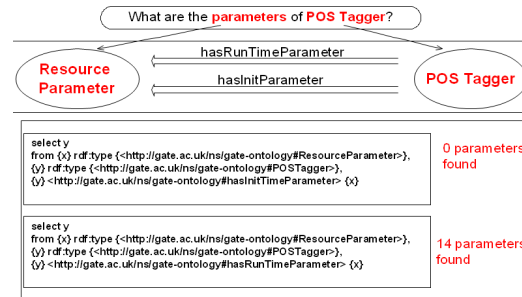 What are the parameters of POS Tagger?
hasRunTimeParameter
Resource
Parameter
hasInitParameter
POS Tagger
select y
from {x} rdf:type {<http://gate.ac.uk/ns/gate-ontology#ResourceParameter>},
{y} rdf:type {<http://gate.ac.uk/ns/gate-ontology#POSTagger>},
{y} <http://gate.ac.uk/ns/gate-ontology#hasInitTimeParameter> {x}
0 parameters
found
select y
from {x} rdf:type {<http://gate.ac.uk/ns/gate-ontology#ResourceParameter>},
{y} rdf:type {<http://gate.ac.uk/ns/gate-ontology#POSTagger>},
{y} <http://gate.ac.uk/ns/gate-ontology#hasRunTimeParameter> {x}
14 parameters
found